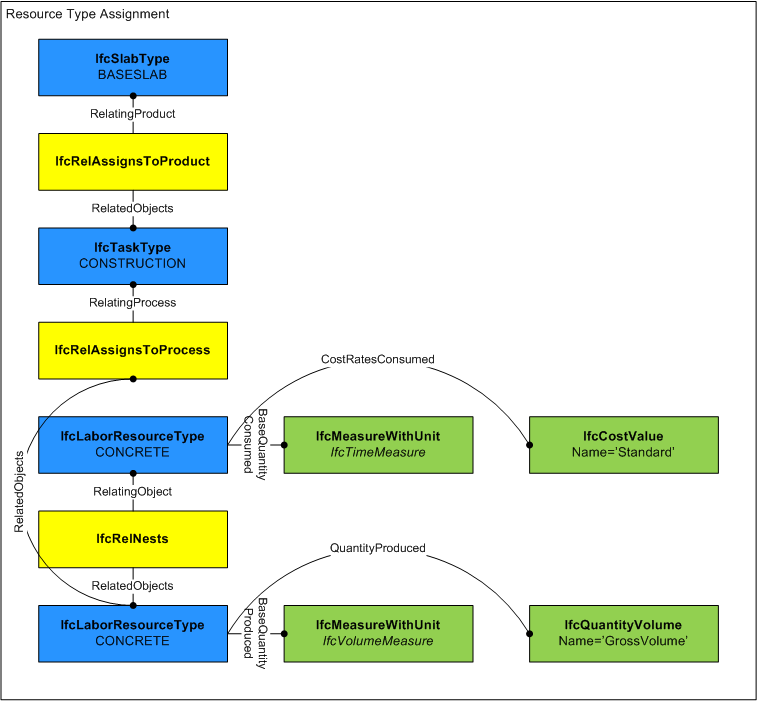 Resource Type Assignment
IfcSlabType
BASESLAB
RelatingProduct
IfcRelAssignsToProduct
RelatedObjects
IfcTaskType
CONSTRUCTION
RelatingProcess
IfcRelAssignsToProcess
CostRatesConsumed
IfcLaborResourceType
CONCRETE
BaseQuantity
Consumed
IfcMeasureWithUnit
IfcTimeMeasure
IfcCostValue
Name='Standard'
RelatedObjects
RelatingObject
IfcRelNests
QuantityProduced
RelatedObjects
IfcLaborResourceType
CONCRETE
BaseQuantity
Produced
IfcMeasureWithUnit
IfcVolumeMeasure
IfcQuantityVolume
Name='GrossVolume'